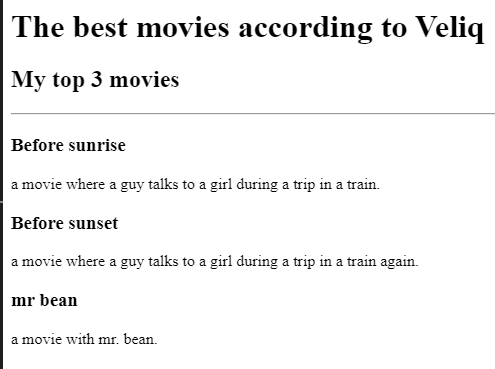 The best movies according to Veliq
My top 3 movies
Before sunrise
a movie where a guy talks to a girl during a trip in a train.
Before sunset
a movie where a guy talks to a girl during a trip in a train again.
mr bean
a movie with mr. bean.